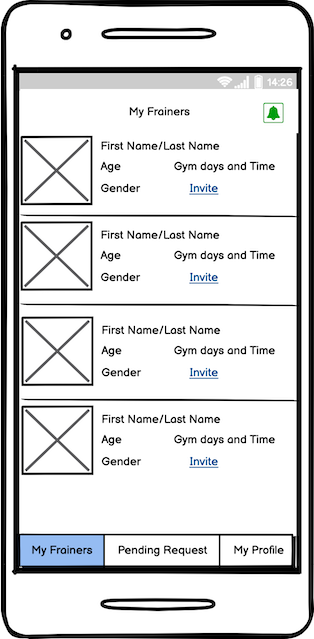 14:26
My Frainers
First Name/Last Name
Age Gym days and Time
Gender Invite
First Name/Last Name
Age Gym days and Time
Gender Invite
First Name/Last Name
Age Gym days and Time
Gender Invite
First Name/Last Name
Age Gym days and Time
Gender Invite
My Frainers Pending Request My Profile